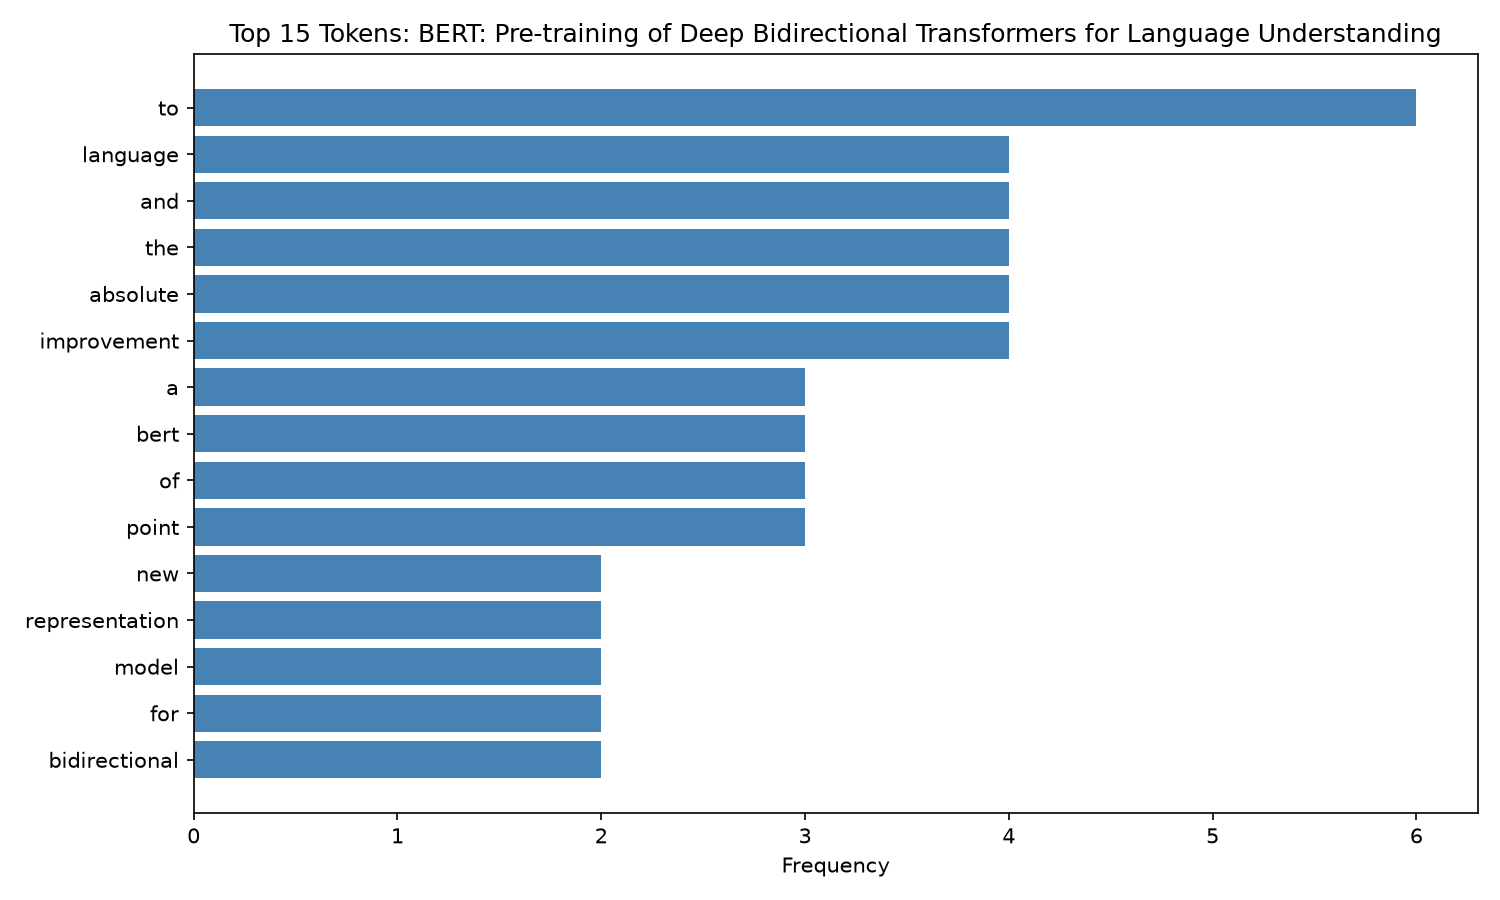 Top 15 Tokens: BERT: Pre-training of Deep Bidirectional Transformers for Language Understanding
to
language
and
the
absolute
improvement
a
bert
of
point
new
representation
model
for
bidirectional
0 1 2 3 4 5 6
Frequency